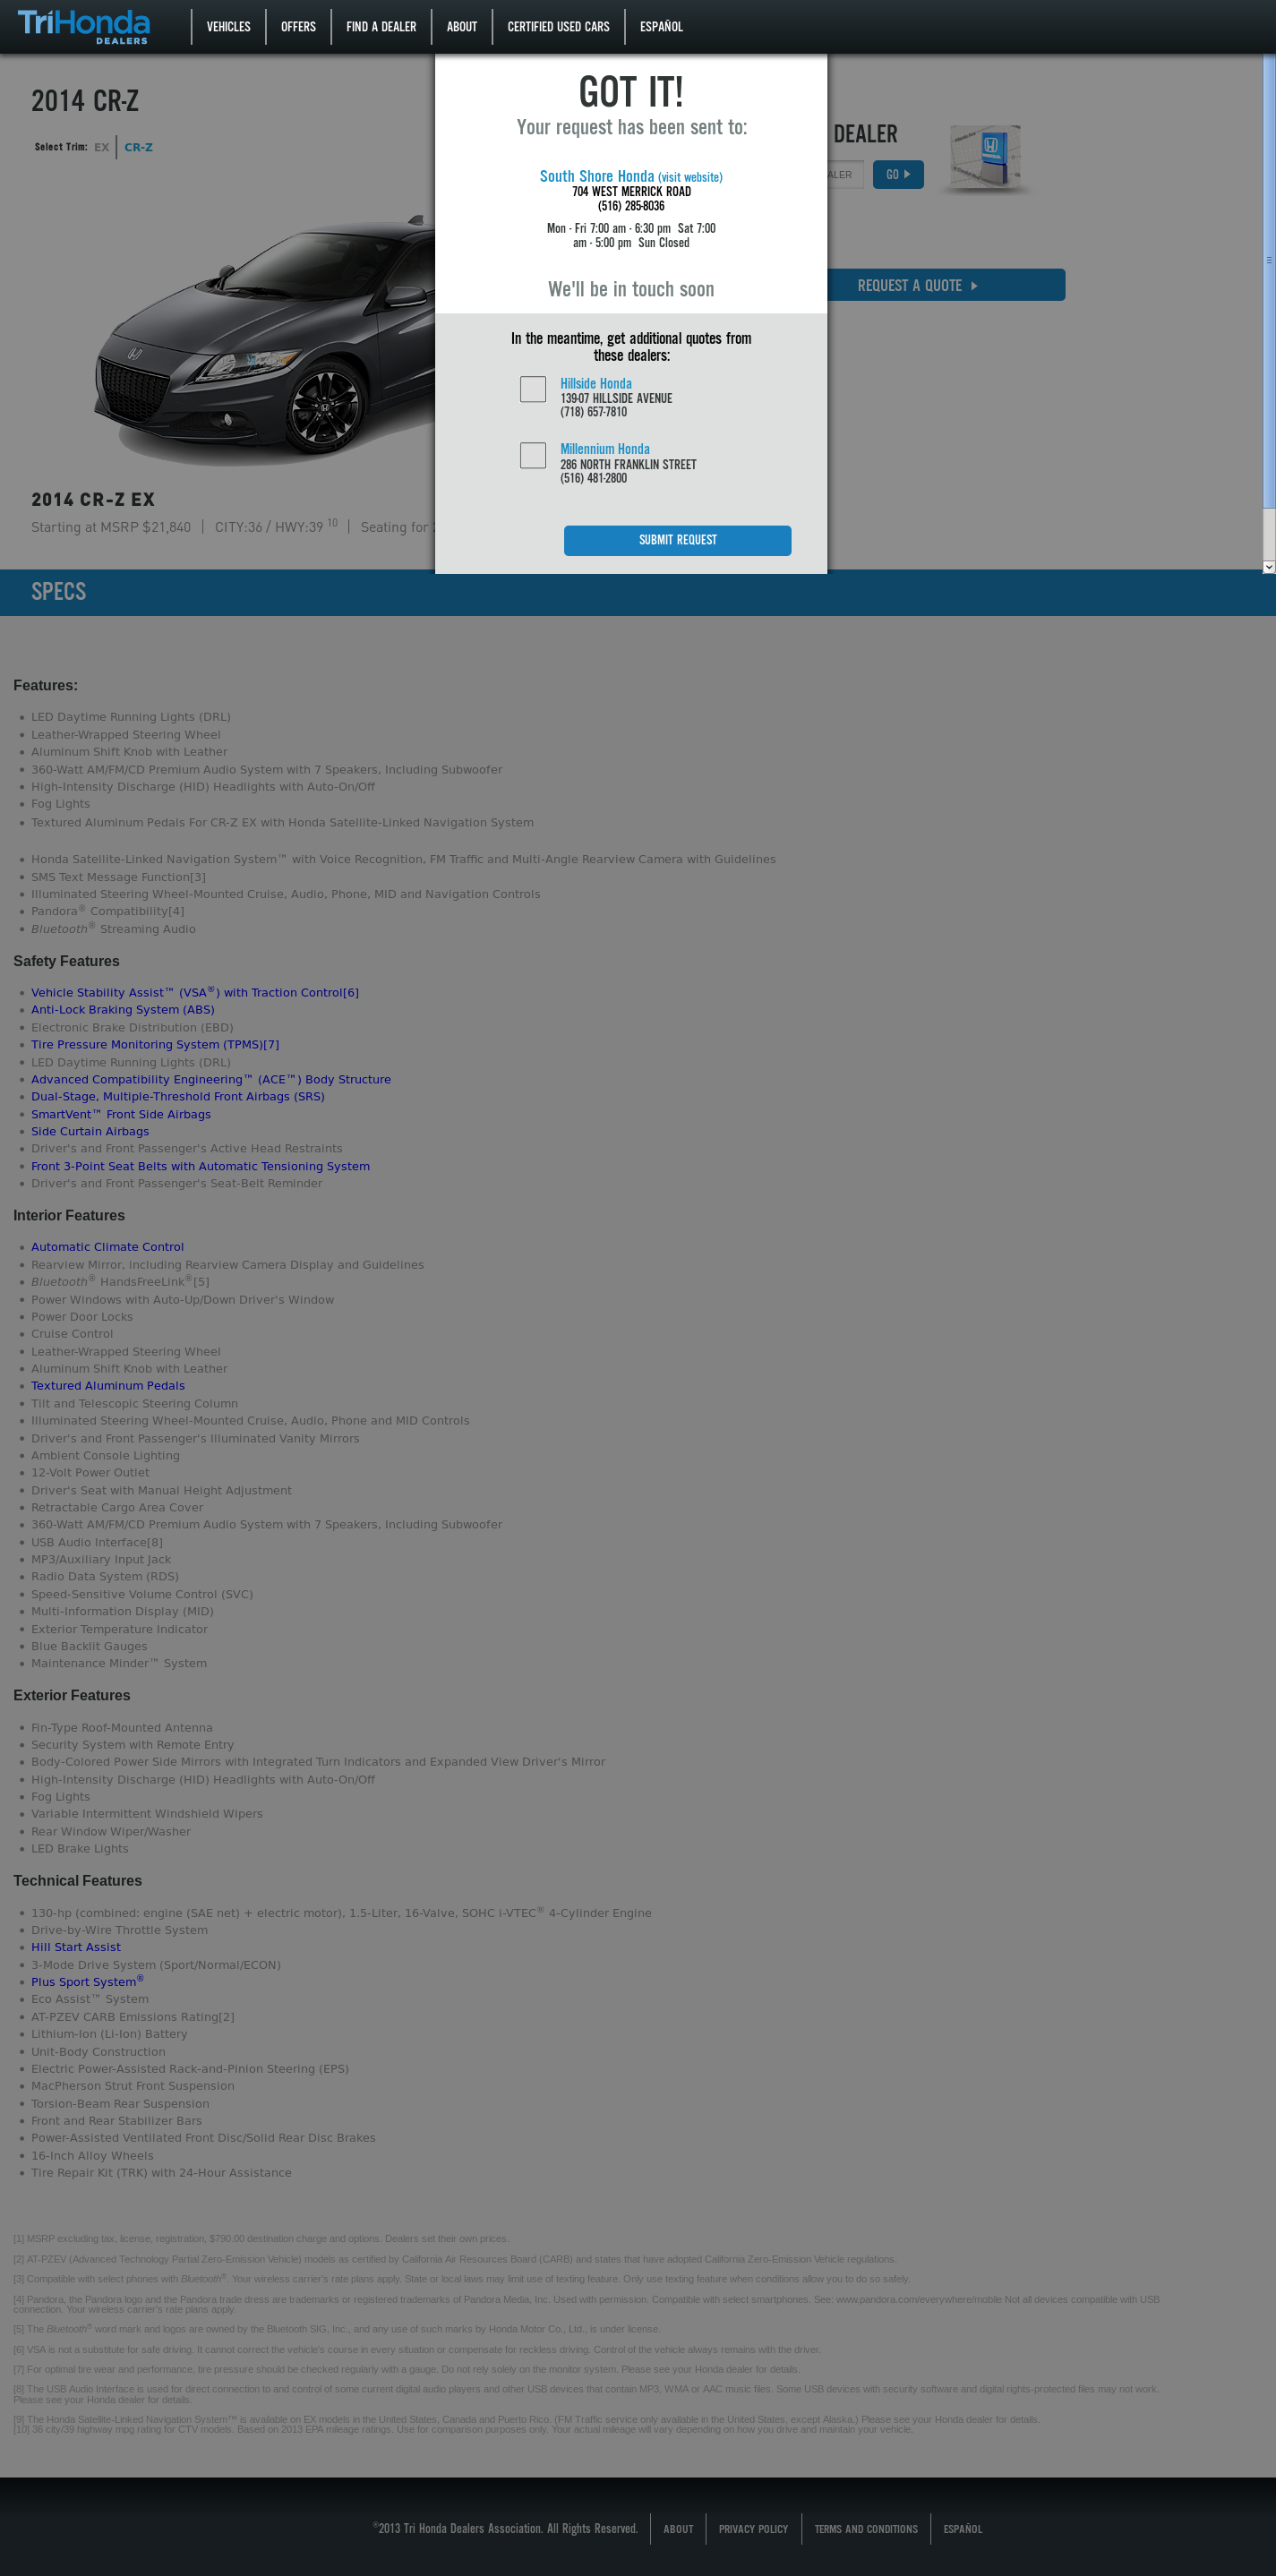 TriHonda
DEALERS
VEHICLES
OFFERS
FIND A DEALER
ABOUT
CERTIFIED USED CARS
ESPAÑOL
2014 CR-Z
Select Trim: EX CR-Z
GOT IT!
Your request has been sent to:
South Shore Honda (visit website)
704 WEST MERRICK ROAD
(516) 285-8036
Mon - Fri 7:00 am - 6:30 pm Sat 7:00
am - 5:00 pm Sun Closed
We'll be in touch soon
In the meantime, get additional quotes from
these dealers:
Hillside Honda
139-07 HILLSIDE AVENUE
(718) 657-7810
Millennium Honda
286 NORTH FRANKLIN STREET
(516) 481-2800
SUBMIT REQUEST
DEALER
GO
REQUEST A QUOTE
2014 CR-Z EX
Starting at MSRP $21,840 CITY:36 / HWY:39 10 Seating for
SPECS
Features:
LED Daytime Running Lights (DRL)
Leather-Wrapped Steering Wheel
Aluminum Shift Knob with Leather
360-Watt AM/FM/CD Premium Audio System with 7 Speakers, Including Subwoofer
High-Intensity Discharge (HID) Headlights with Auto-On/Off
Fog Lights
Textured Aluminum Pedals For CR-Z EX with Honda Satellite-Linked Navigation System
Honda Satellite-Linked Navigation System™ with Voice Recognition, FM Traffic and Multi-Angle Rearview Camera with Guidelines
SMS Text Message Function[3]
Illuminated Steering Wheel-Mounted Cruise, Audio, Phone, MID and Navigation Controls
Pandora® Compatibility[4]
Bluetooth® Streaming Audio
Safety Features
Vehicle Stability Assist™ (VSA®) with Traction Control[6]
Anti-Lock Braking System (ABS)
Electronic Brake Distribution (EBD)
Tire Pressure Monitoring System (TPMS)[7]
LED Daytime Running Lights (DRL)
Advanced Compatibility Engineering™ (ACE™) Body Structure
Dual-Stage, Multiple-Threshold Front Airbags (SRS)
SmartVent™ Front Side Airbags
Side Curtain Airbags
Driver's and Front Passenger's Active Head Restraints
Front 3-Point Seat Belts with Automatic Tensioning System
Driver's and Front Passenger's Seat-Belt Reminder
Interior Features
Automatic Climate Control
Rearview Mirror, including Rearview Camera Display and Guidelines
Bluetooth® HandsFreeLink®[5]
Power Windows with Auto-Up/Down Driver's Window
Power Door Locks
Cruise Control
Leather-Wrapped Steering Wheel
Aluminum Shift Knob with Leather
Textured Aluminum Pedals
Tilt and Telescopic Steering Column
Illuminated Steering Wheel-Mounted Cruise, Audio, Phone and MID Controls
Driver's and Front Passenger's Illuminated Vanity Mirrors
Ambient Console Lighting
12-Volt Power Outlet
Driver's Seat with Manual Height Adjustment
Retractable Cargo Area Cover
360-Watt AM/FM/CD Premium Audio System with 7 Speakers, Including Subwoofer
USB Audio Interface[8]
MP3/Auxiliary Input Jack
Radio Data System (RDS)
Speed-Sensitive Volume Control (SVC)
Multi-Information Display (MID)
Exterior Temperature Indicator
Blue Backlit Gauges
Maintenance Minder™ System
Exterior Features
Fin-Type Roof-Mounted Antenna
Security System with Remote Entry
Body-Colored Power Side Mirrors with Integrated Turn Indicators and Expanded View Driver's Mirror
High-Intensity Discharge (HID) Headlights with Auto-On/Off
Fog Lights
Variable Intermittent Windshield Wipers
Rear Window Wiper/Washer
LED Brake Lights
Technical Features
130-hp (combined: engine (SAE net) + electric motor), 1.5-Liter, 16-Valve, SOHC i-VTEC® 4-Cylinder Engine
Drive-by-Wire Throttle System
Hill Start Assist
3-Mode Drive System (Sport/Normal/ECON)
Plus Sport System®
Eco Assist™ System
AT-PZEV CARB Emissions Rating[2]
Lithium-Ion (Li-Ion) Battery
Unit-Body Construction
Electric Power-Assisted Rack-and-Pinion Steering (EPS)
MacPherson Strut Front Suspension
Torsion-Beam Rear Suspension
Front and Rear Stabilizer Bars
Power-Assisted Ventilated Front Disc/Solid Rear Disc Brakes
16-Inch Alloy Wheels
Tire Repair Kit (TRK) with 24-Hour Assistance
[1] MSRP excluding tax, license, registration, $790.00 destination charge and options. Dealers set their own prices.
[2] AT-PZEV (Advanced Technology Partial Zero-Emission Vehicle) models as certified by California Air Resources Board (CARB) and states that have adopted California Zero-Emission Vehicle regulations.
[3] Compatible with select phones with Bluetooth®. Your wireless carrier's rate plans apply. State or local laws may limit use of texting feature. Only use texting feature when conditions allow you to do so safely.
[4] Pandora, the Pandora logo and the Pandora trade dress are trademarks or registered trademarks of Pandora Media, Inc. Used with permission. Compatible with select smartphones. See: www.pandora.com/everywhere/mobile Not all devices compatible with USB
connection. Your wireless carrier's rate plans apply.
[5] The Bluetooth® word mark and logos are owned by the Bluetooth SIG, Inc., and any use of such marks by Honda Motor Co., Ltd., is under license.
[6] VSA is not a substitute for safe driving. It cannot correct the vehicle's course in every situation or compensate for reckless driving. Control of the vehicle always remains with the driver.
[7] For optimal tire wear and performance, tire pressure should be checked regularly with a gauge. Do not rely solely on the monitor system. Please see your Honda dealer for details.
[8] The USB Audio Interface is used for direct connection to and control of some current digital audio players and other USB devices that contain MP3, WMA or AAC music files. Some USB devices with security software and digital rights-protected files may not work.
Please see your Honda dealer for details.
[9] The Honda Satellite-Linked Navigation System™ is available on EX models in the United States, Canada and Puerto Rico. (FM Traffic service only available in the United States, except Alaska.) Please see your Honda dealer for details.
[10] 36 city/39 highway mpg rating for CTV models. Based on 2013 EPA mileage ratings. Use for comparison purposes only. Your actual mileage will vary depending on how you drive and maintain your vehicle.
®2013 Tri Honda Dealers Association. All Rights Reserved.
ABOUT
PRIVACY POLICY
TERMS AND CONDITIONS
ESPAÑOL